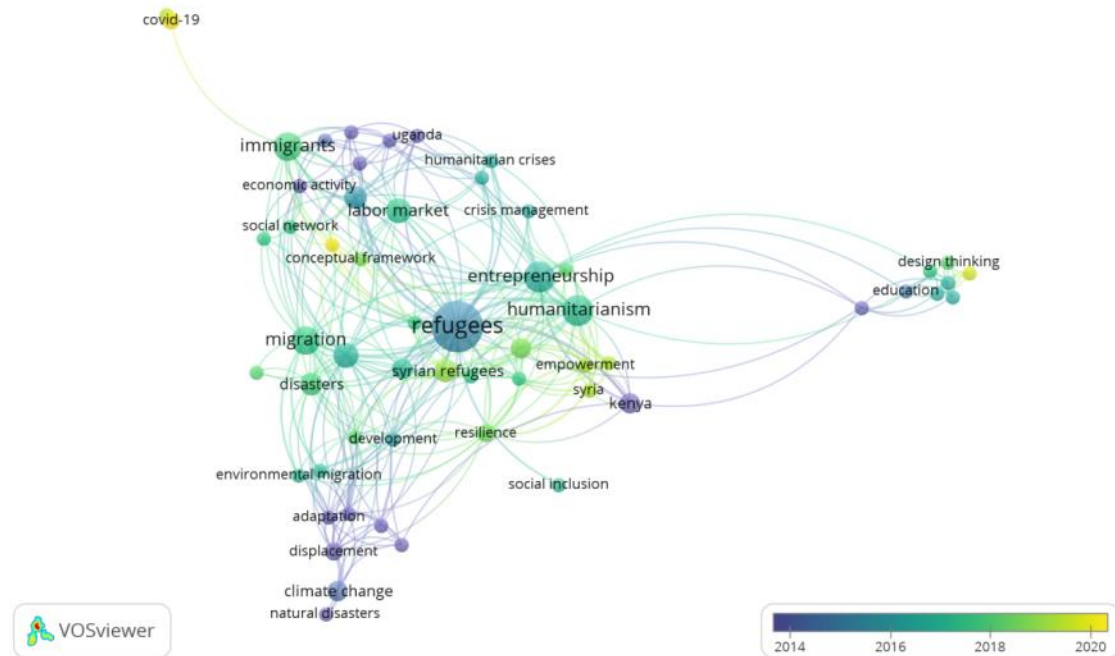 covid-19
uganda
immigrants
humanitarian crises
economic activity
labor market
crisis management
social network
conceptual framework
design thinking
entrepreneurship
education
humanitarianism
refugees
migration
empowerment
syrian refugees
disasters
syria
kenya
development
resilience
environmental migration
social inclusion
adaptation
displacement
climate change
natural disasters
VOSviewer
2014 2016 2018 2020